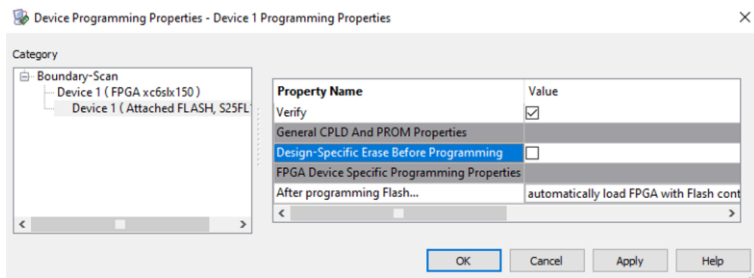 Device Programming Properties - Device 1 Programming Properties
Category
Boundary-Scan
Device 1 ( FPGA xc6slx150 )
Device 1 ( Attached FLASH, S25FL1
Property Name Value
Verify
General CPLD And PROM Properties
Design-Specific Erase Before Programming
FPGA Device Specific Programming Properties
After programming Flash... automatically load FPGA with Flash cont
OK Cancel Apply Help